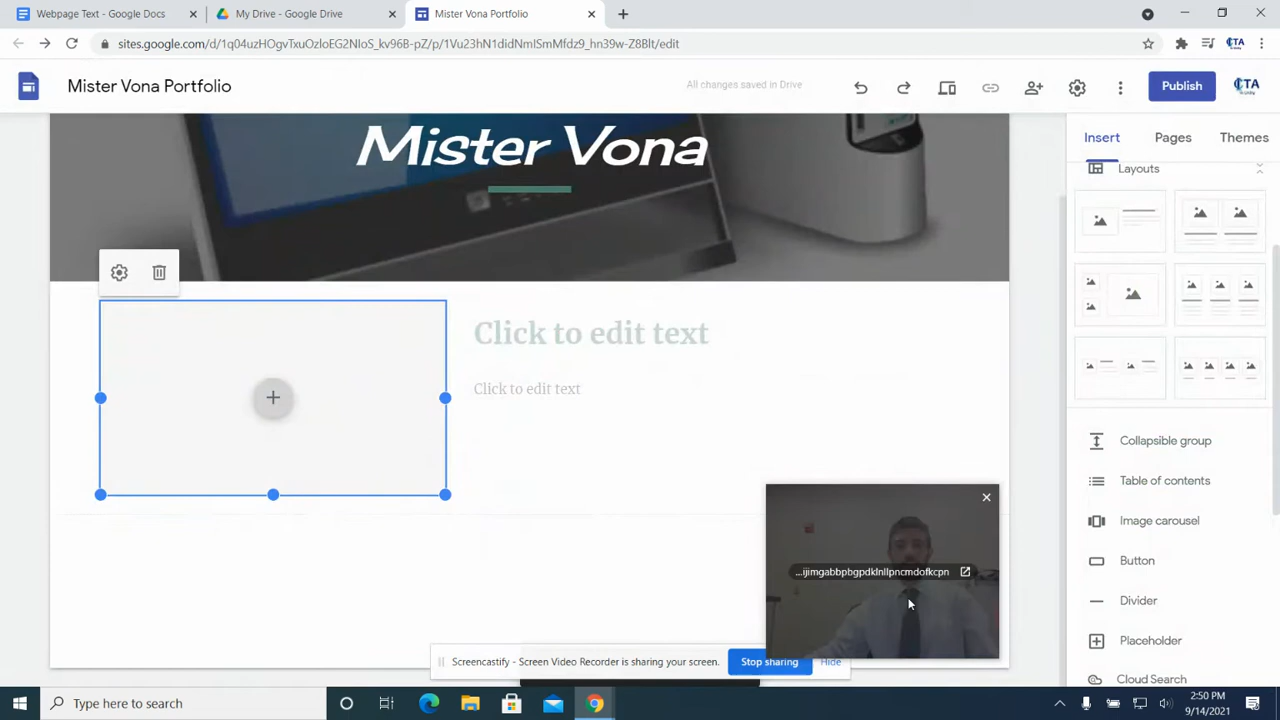 Webpage Text - Google Docs
My Drive - Google Drive
Mister Vona Portfolio
sites.google.com/d/1q04uzHOgvTxuOzIoEG2NIoS_kv96B-pZ/p/1Vu23hN1didNmISmMfdz9_hn39w-Z8Blt/edit
Mister Vona Portfolio
All changes saved in Drive
Publish
Insert
Pages
Themes
Layouts
Mister Vona
Click to edit text
Click to edit text
Collapsible group
Table of contents
Image carousel
Button
Divider
Placeholder
Cloud Search
...ijimgabbpbgpdklnllpncmdofkcpn
Screencastify - Screen Video Recorder is sharing your screen.
Stop sharing
Hide
Type here to search
2:50 PM
9/14/2021